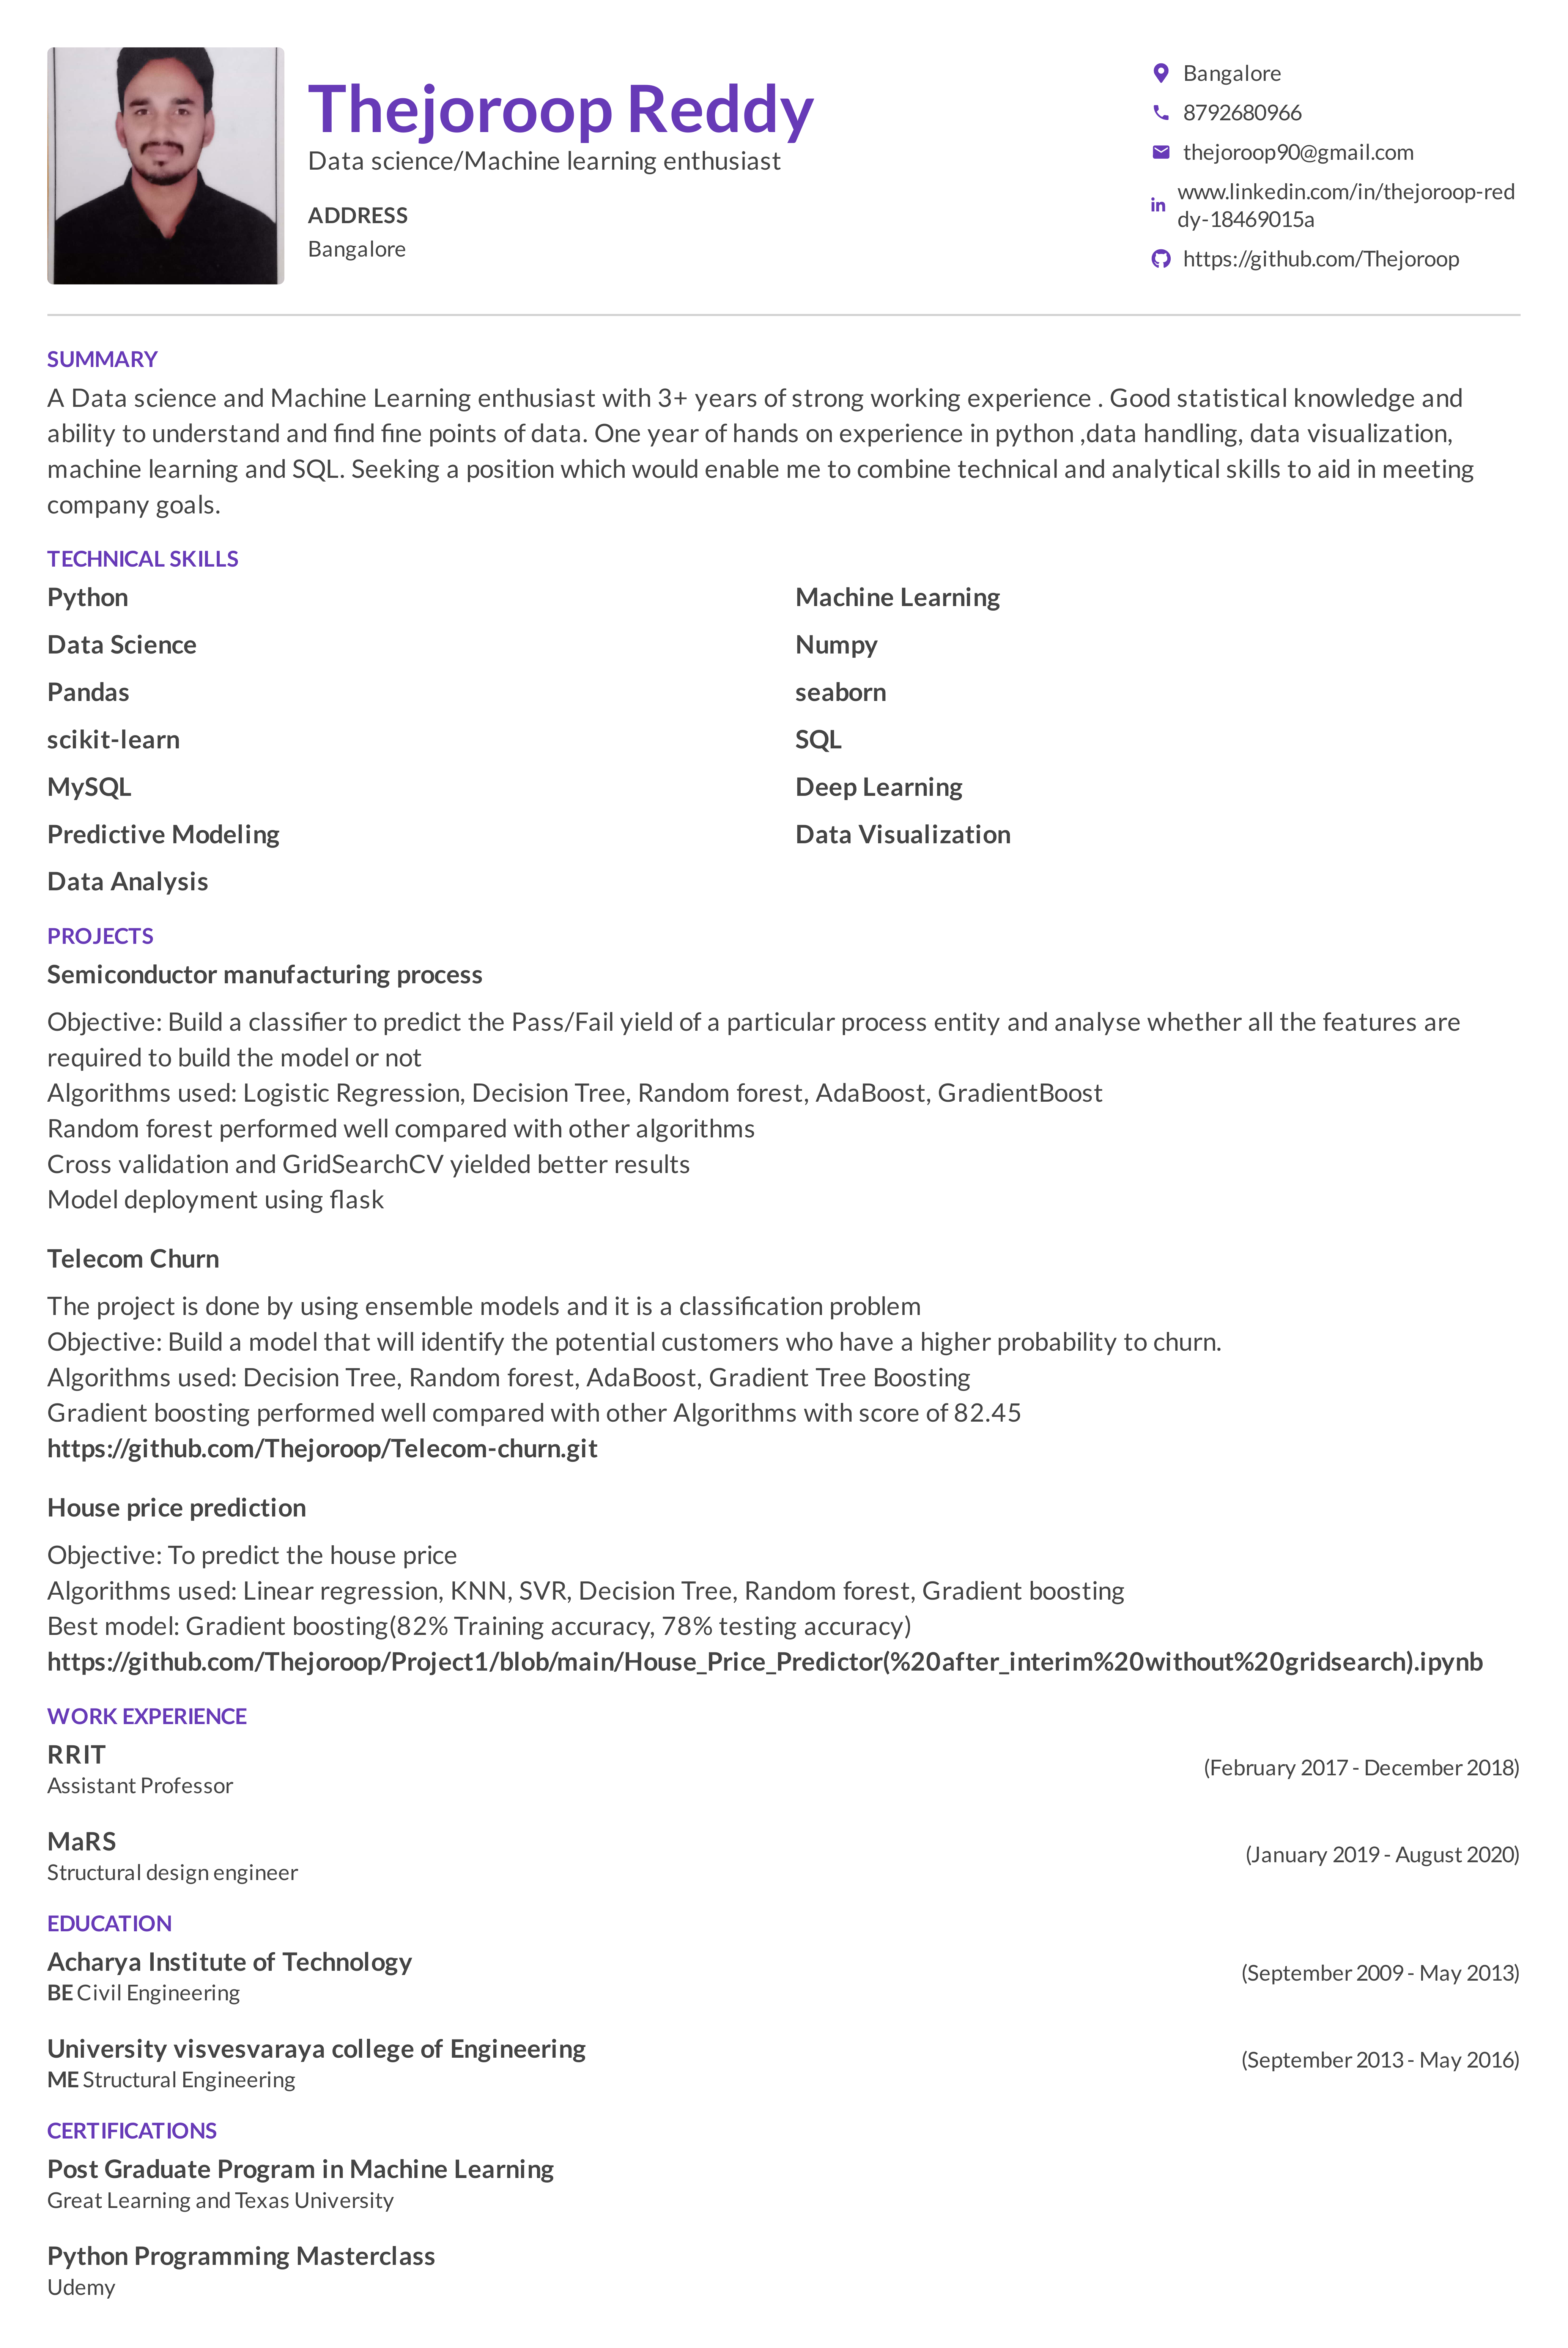 Thejoroop Reddy
Data science/Machine learning enthusiast
ADDRESS
Bangalore
Bangalore
8792680966
thejoroop90@gmail.com
www.linkedin.com/in/thejoroop-red
dy-18469015a
https://github.com/Thejoroop
SUMMARY
A Data science and Machine Learning enthusiast with 3+ years of strong working experience . Good statistical knowledge and
ability to understand and find fine points of data. One year of hands on experience in python ,data handling, data visualization,
machine learning and SQL. Seeking a position which would enable me to combine technical and analytical skills to aid in meeting
company goals.
TECHNICAL SKILLS
Python
Machine Learning
Data Science
Numpy
Pandas
seaborn
scikit-learn
SQL
MySQL
Deep Learning
Predictive Modeling
Data Visualization
Data Analysis
PROJECTS
Semiconductor manufacturing process
Objective: Build a classifier to predict the Pass/Fail yield of a particular process entity and analyse whether all the features are
required to build the model or not
Algorithms used: Logistic Regression, Decision Tree, Random forest, AdaBoost, GradientBoost
Random forest performed well compared with other algorithms
Cross validation and GridSearchCV yielded better results
Model deployment using flask
Telecom Churn
The project is done by using ensemble models and it is a classification problem
Objective: Build a model that will identify the potential customers who have a higher probability to churn.
Algorithms used: Decision Tree, Random forest, AdaBoost, Gradient Tree Boosting
Gradient boosting performed well compared with other Algorithms with score of 82.45
https://github.com/Thejoroop/Telecom-churn.git
House price prediction
Objective: To predict the house price
Algorithms used: Linear regression, KNN, SVR, Decision Tree, Random forest, Gradient boosting
Best model: Gradient boosting(82% Training accuracy, 78% testing accuracy)
https://github.com/Thejoroop/Project1/blob/main/House_Price_Predictor(%20after_interim%20without%20gridsearch).ipynb
WORK EXPERIENCE
RRIT
Assistant Professor
(February 2017 - December 2018)
MaRS
Structural design engineer
(January 2019 - August 2020)
EDUCATION
Acharya Institute of Technology
BE Civil Engineering
(September 2009 - May 2013)
University visvesvaraya college of Engineering
ME Structural Engineering
(September 2013 - May 2016)
CERTIFICATIONS
Post Graduate Program in Machine Learning
Great Learning and Texas University
Python Programming Masterclass
Udemy